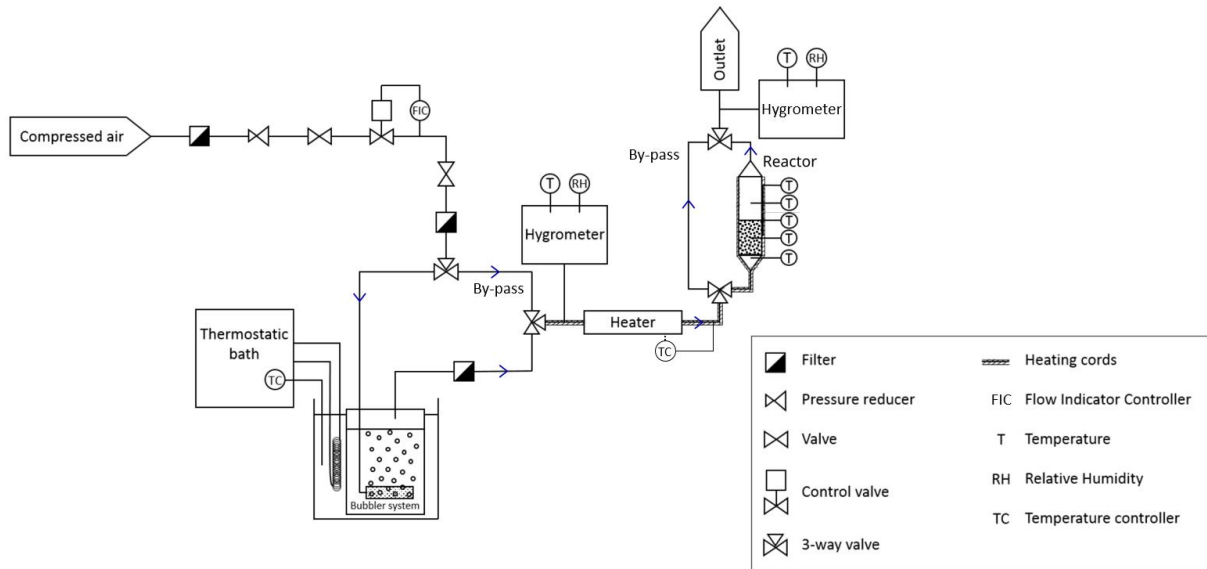 Outlet
T
RH
Hygrometer
FIC
Compressed air
By-pass
Reactor
T
T
T
T
T
T
RH
Hygrometer
By-pass
Heater
TC
Thermostatic
bath
TC
Bubbler system
Filter
Pressure reducer
Valve
Control valve
3-way valve
Heating cords
FIC Flow Indicator Controller
T Temperature
RH Relative Humidity
TC Temperature controller